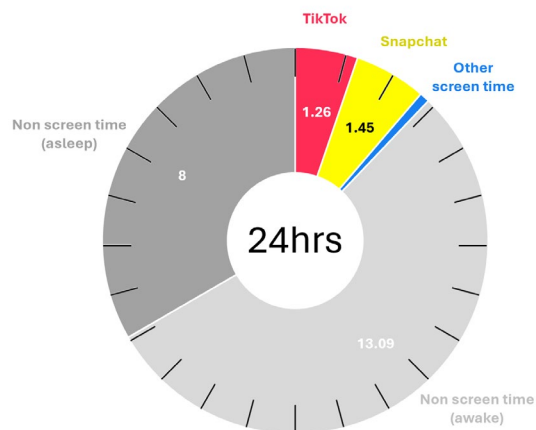 TikTok
Snapchat
Other
screen time
1.26
1.45
Non screen time
(asleep)
8
24hrs
13.09
Non screen time
(awake)